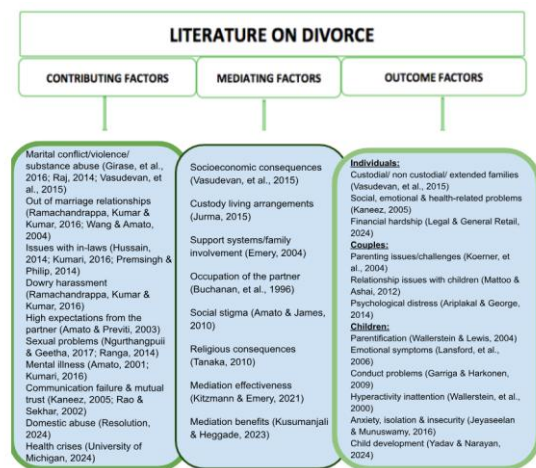 LITERATURE ON DIVORCE
CONTRIBUTING FACTORS
MEDIATING FACTORS
OUTCOME FACTORS
Marital conflict/violence/
substance abuse (Girase, et al.,
2016; Raj, 2014; Vasudevan, et
al., 2015)
Out of marriage relationships
(Ramachandrappa, Kumar &
Kumar, 2016; Wang & Amato,
2004)
Issues with in-laws (Hussain,
2014; Kumari, 2016; Premsingh &
Philip, 2014)
Dowry harassment
(Ramachandrappa, Kumar &
Kumar, 2016)
High expectations from the
partner (Amato & Previti, 2003)
Sexual problems (Ngurthangpuii
& Geetha, 2017; Ranga, 2014)
Mental illness (Amato, 2001;
Kumari, 2016)
Communication failure & mutual
trust (Kaneez, 2005; Rao &
Sekhar, 2002)
Domestic abuse (Resolution,
2024)
Health crises (University of
Michigan, 2024)
Socioeconomic consequences
(Vasudevan, et al., 2015)
Custody living arrangements
(Jurma, 2015)
Support systems/family
involvement (Emery, 2004)
Occupation of the partner
(Buchanan, et al., 1996)
Social stigma (Amato & James,
2010)
Religious consequences
(Tanaka, 2010)
Mediation effectiveness
(Kitzmann & Emery, 2021)
Mediation benefits (Kusumanjali
& Heggade, 2023)
Individuals:
Custodial/ non custodial/ extended families
(Vasudevan, et al., 2015)
Social, emotional & health-related problems
(Kaneez, 2005)
Financial hardship (Legal & General Retail,
2024)
Couples:
Parenting issues/challenges (Koerner, et
al., 2004)
Relationship issues with children (Mattoo &
Ashai, 2012)
Psychological distress (Ariplakal & George,
2014)
Children:
Parentification (Wallerstein & Lewis, 2004)
Emotional symptoms (Lansford, et al.,
2006)
Conduct problems (Garriga & Harkonen,
2009)
Hyperactivity inattention (Wallerstein, et al.,
2000)
Anxiety, isolation & insecurity (Jeyaseelan
& Munuswamy, 2016)
Child development (Yadav & Narayan,
2024)